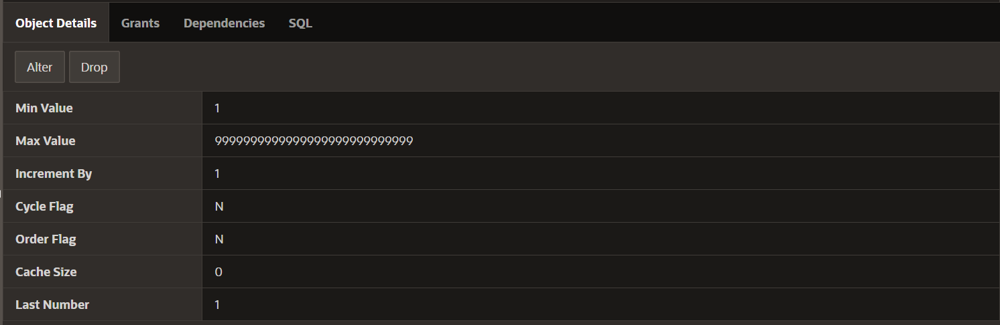 Object Details Grants Dependencies SQL
Alter Drop
Min Value 1
Max Value 9999999999999999999999999999
Increment By 1
Cycle Flag N
Order Flag N
Cache Size 0
Last Number 1